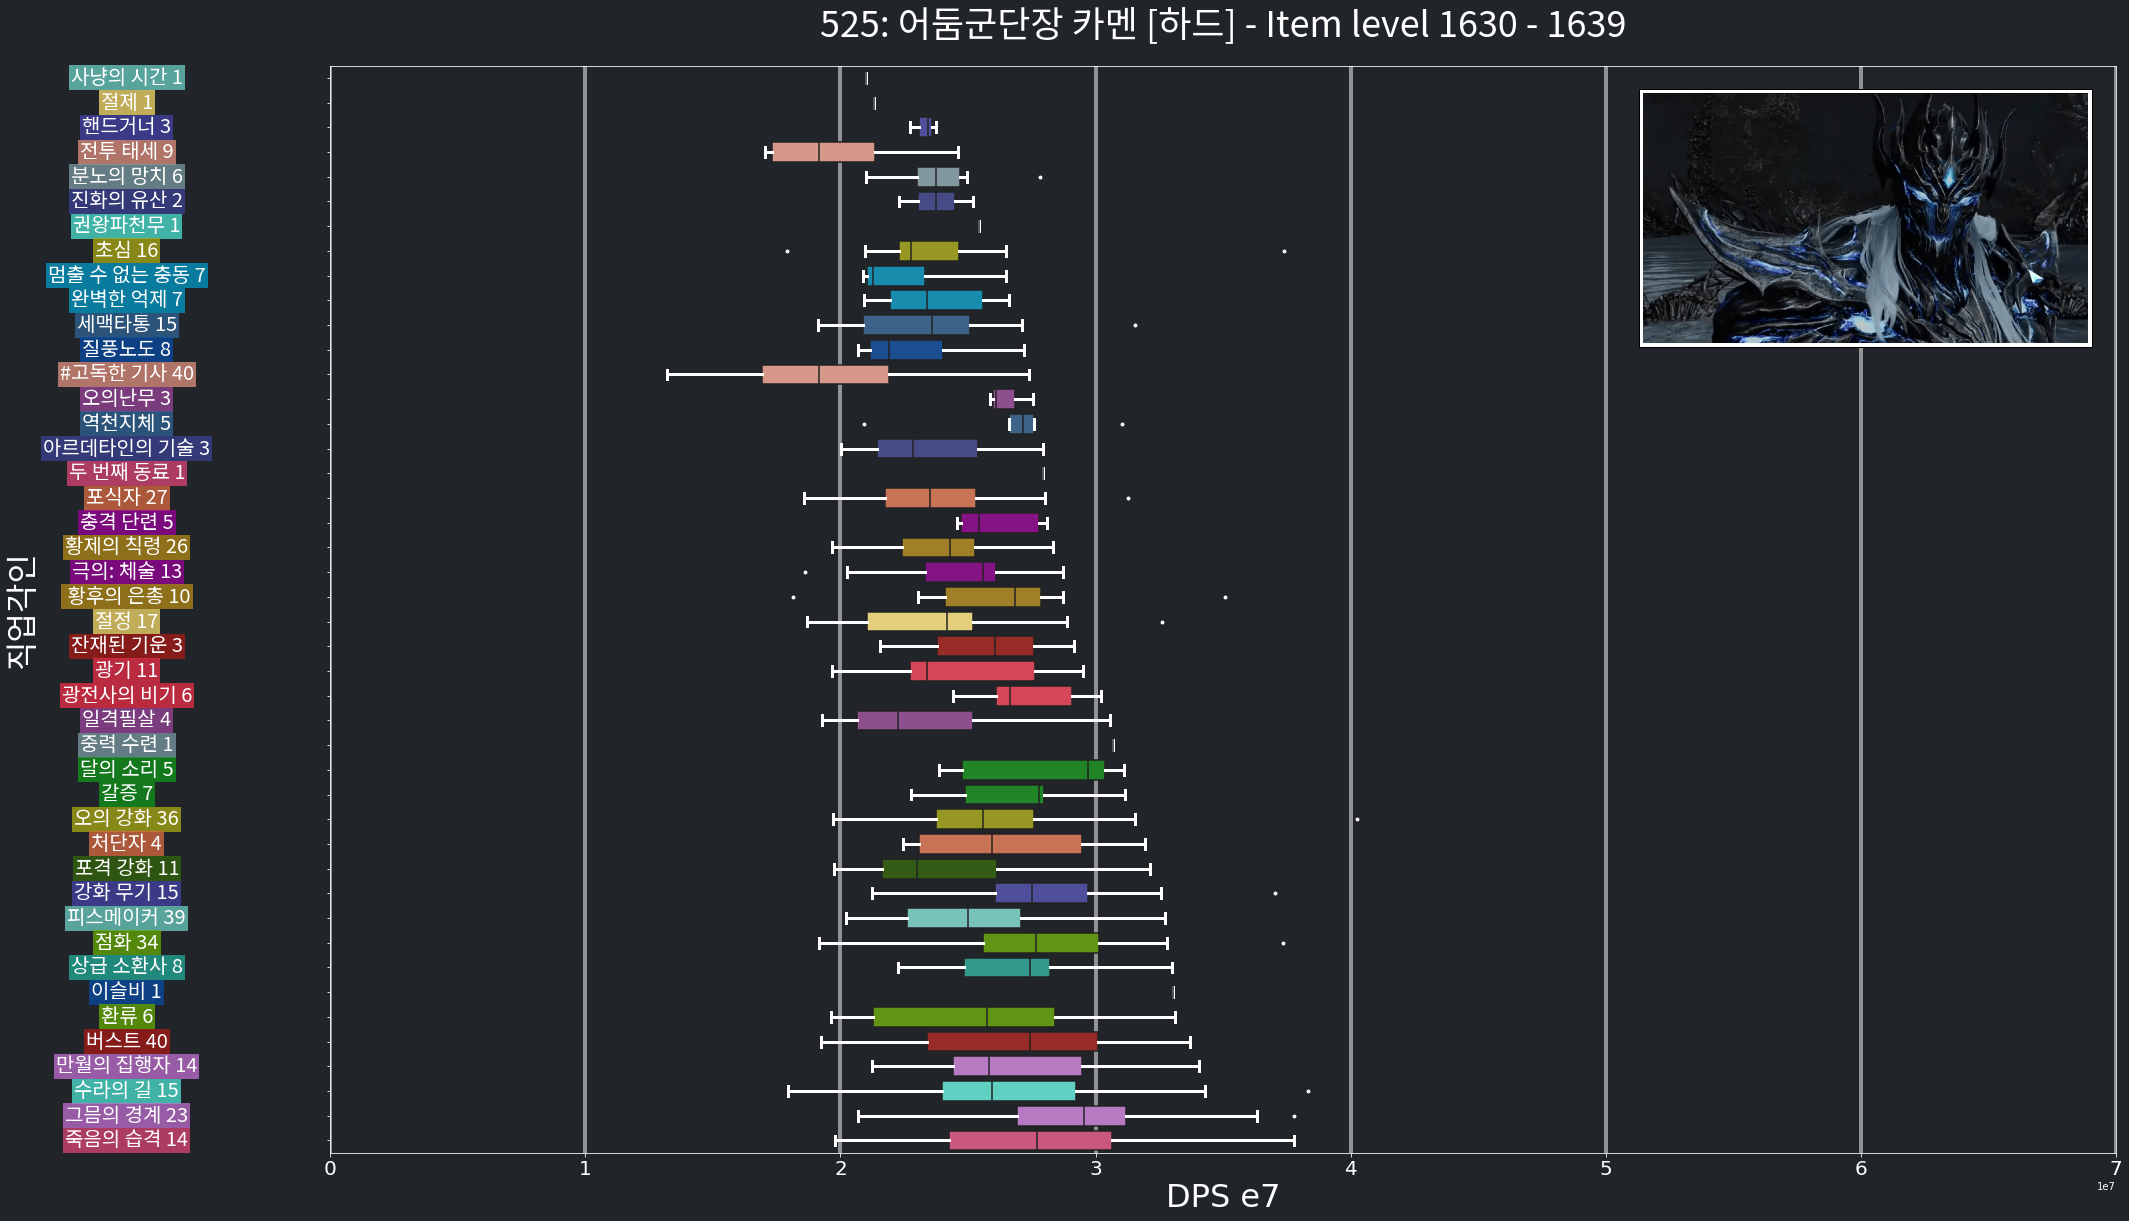 525: 어둠군단장 카멘 [하드] - Item level 1630 - 1639
사냥의 시간 1
절제 1
핸드거너 3
전투 태세 9
분노의 망치 6
진화의 유산 2
권왕파천무 1
초심 16
멈출 수 없는 충동 7
완벽한 억제 7
세맥타통 15
질풍노도 8
#고독한 기사 40
오의난무 3
역천지체 5
아르데타인의 기술 3
두 번째 동료 1
포식자 27
충격 단련 5
황제의 칙령 26
극의: 체술 13
황후의 은총 10
절정 17
잔재된 기운 3
광기 11
광전사의 비기 6
일격필살 4
중력 수련 1
달의 소리 5
갈증 7
오의 강화 36
처단자 4
포격 강화 11
강화 무기 15
피스메이커 39
점화 34
상급 소환사 8
이슬비 1
환류 6
버스트 40
만월의 집행자 14
수라의 길 15
그믐의 경계 23
죽음의 습격 14
직업각인
0 1 2 3 4 5 6 7
1e7
DPS e7